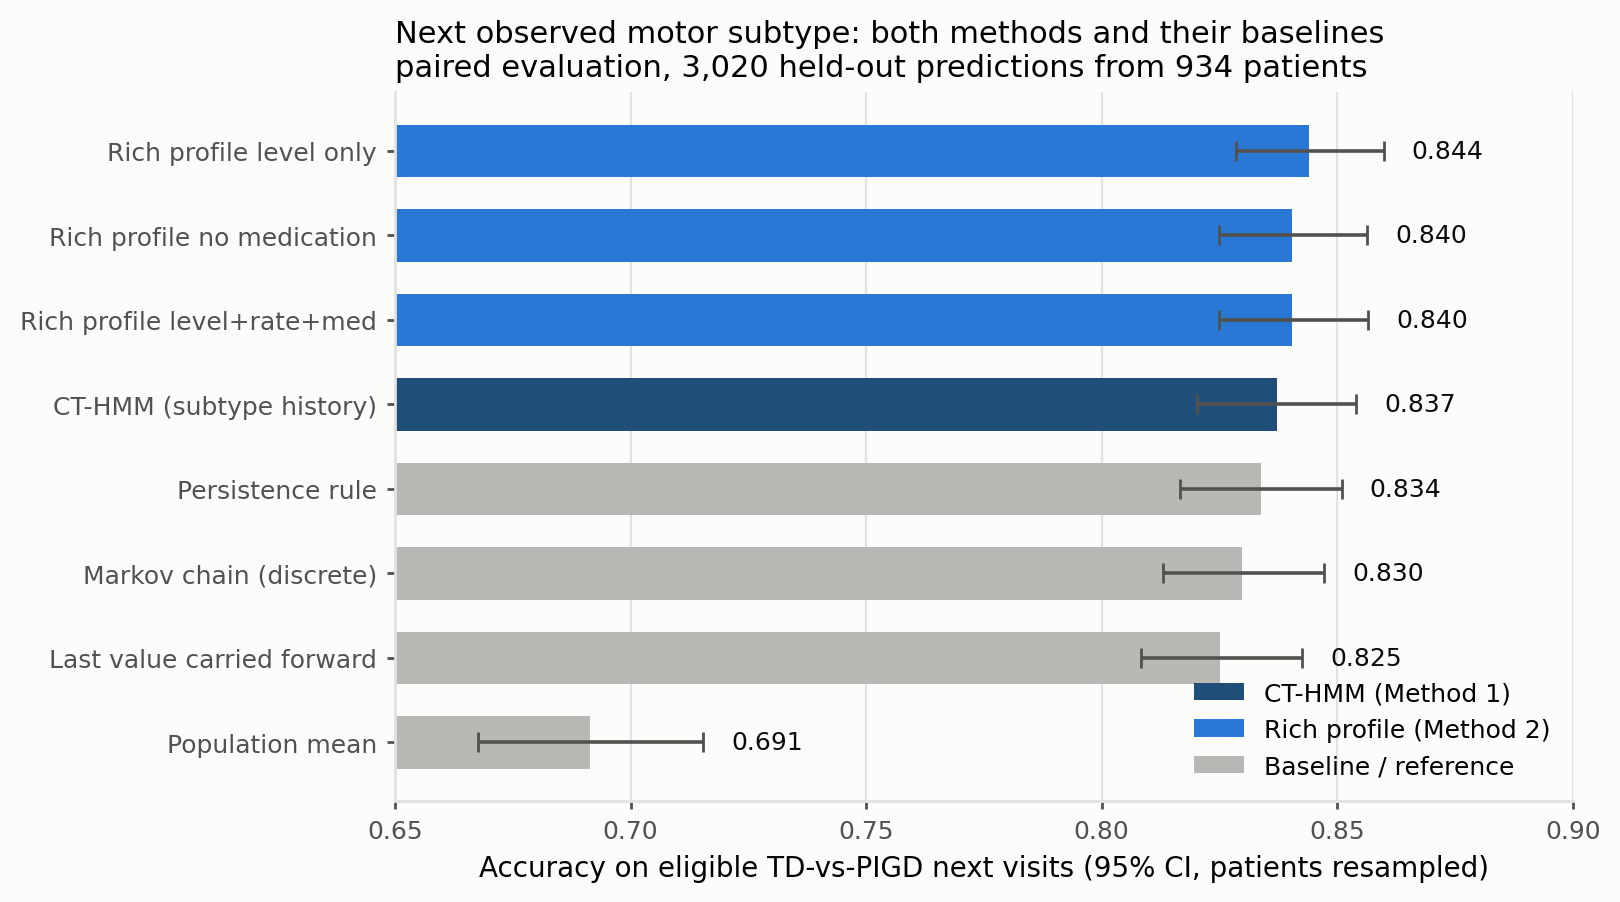 Next observed motor subtype: both methods and their baselines
paired evaluation, 3,020 held-out predictions from 934 patients
Rich profile level only
0.844
Rich profile no medication
0.840
Rich profile level+rate+med
0.840
CT-HMM (subtype history)
0.837
Persistence rule
0.834
Markov chain (discrete)
0.830
Last value carried forward
0.825
Population mean
0.691
CT-HMM (Method 1)
Rich profile (Method 2)
Baseline / reference
0.65
0.70
0.75
0.80
0.85
0.90
Accuracy on eligible TD-vs-PIGD next visits (95% CI, patients resampled)